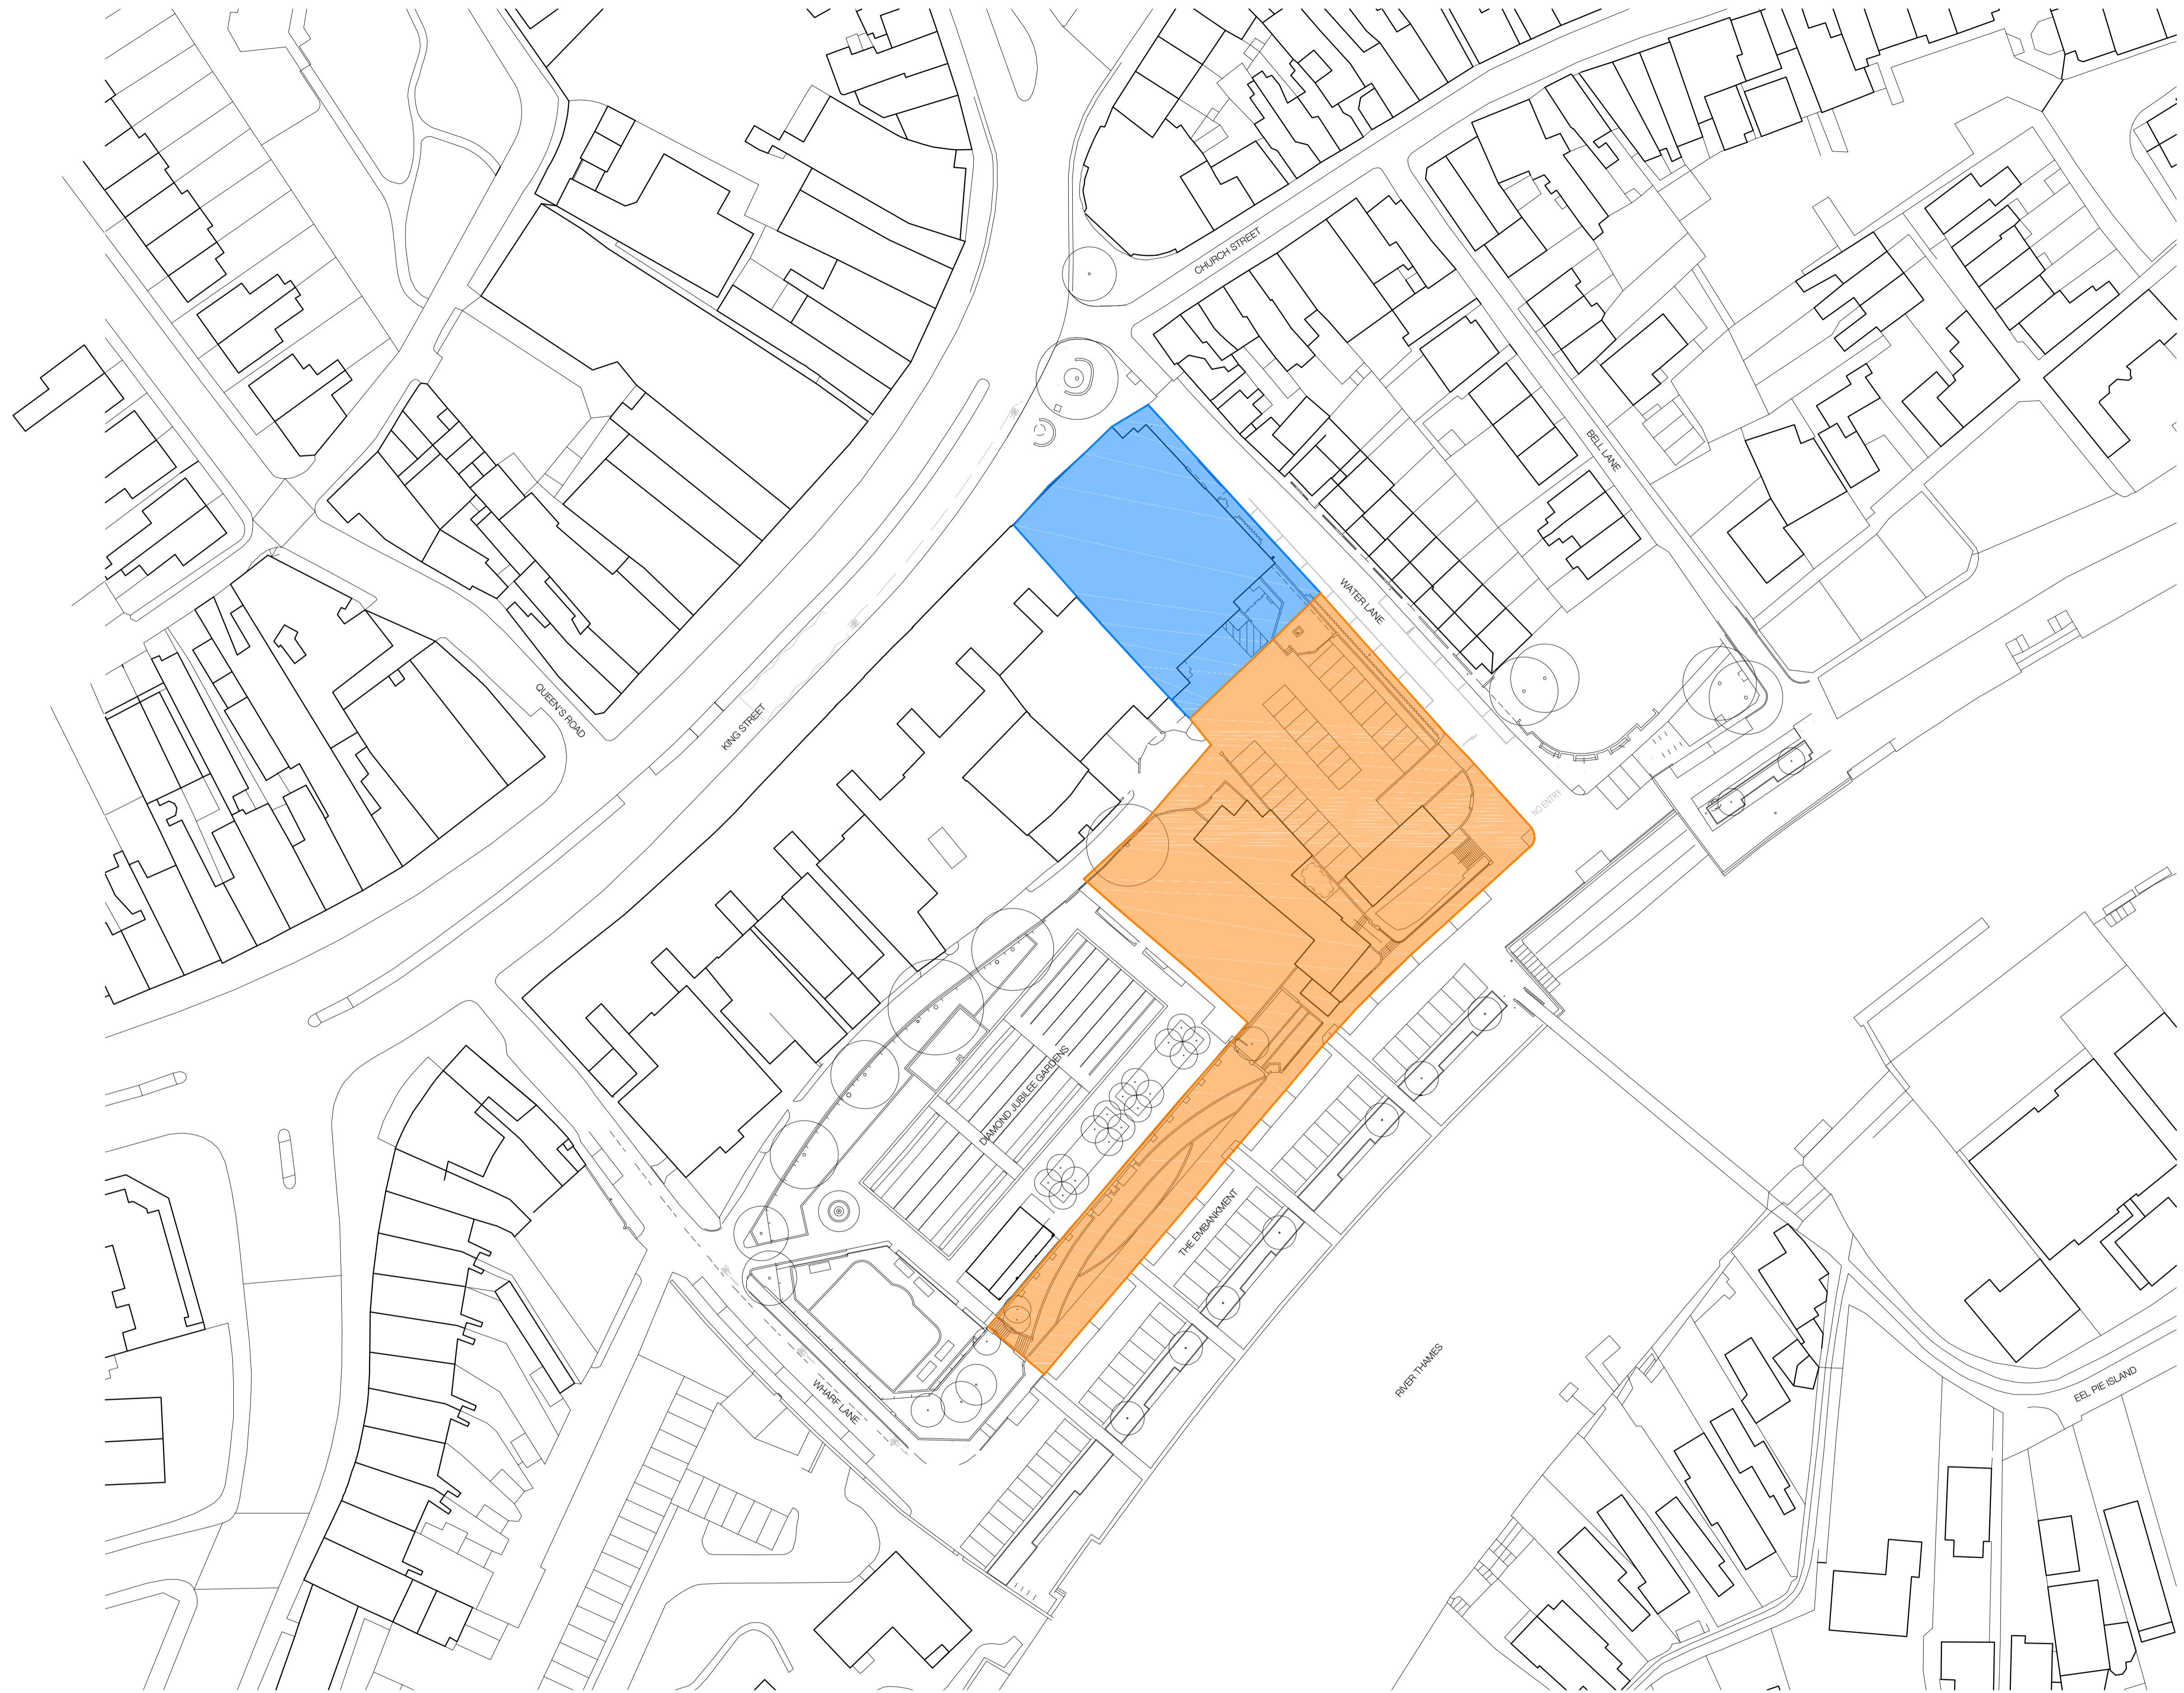 CHURCH STREET
BELL LANE
WATER LANE
QUEEN'S ROAD
KING STREET
NO ENTRY
DIAMOND JUBILEE GARDENS
THE EMBANKMENT
RIVER THAMES
WHARF LANE
EEL PIE ISLAND